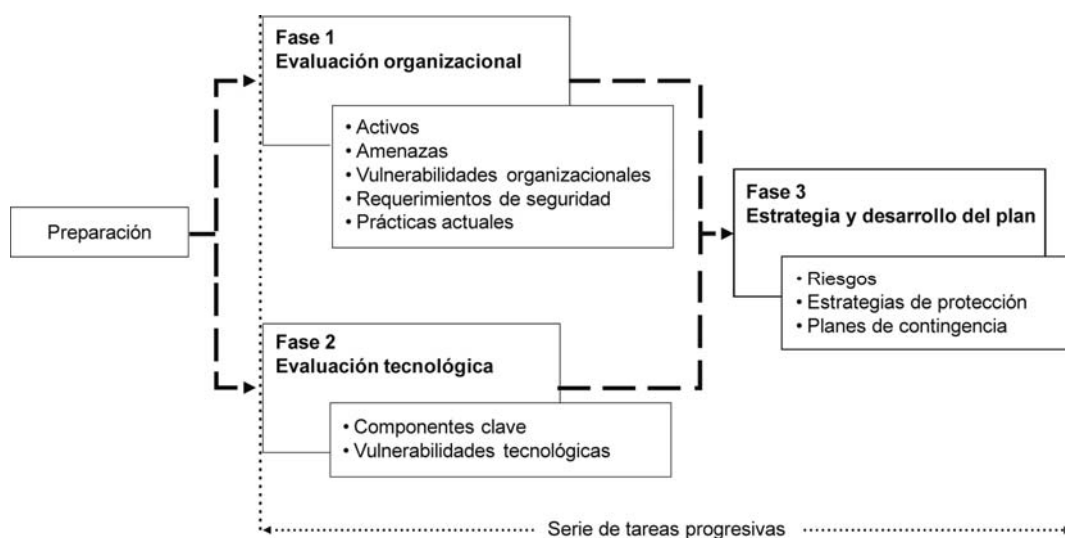 Preparación
Fase 1
Evaluación organizacional
• Activos
• Amenazas
• Vulnerabilidades organizacionales
• Requerimientos de seguridad
• Prácticas actuales
Fase 2
Evaluación tecnológica
• Componentes clave
• Vulnerabilidades tecnológicas
Fase 3
Estrategia y desarrollo del plan
• Riesgos
• Estrategias de protección
• Planes de contingencia
Serie de tareas progresivas